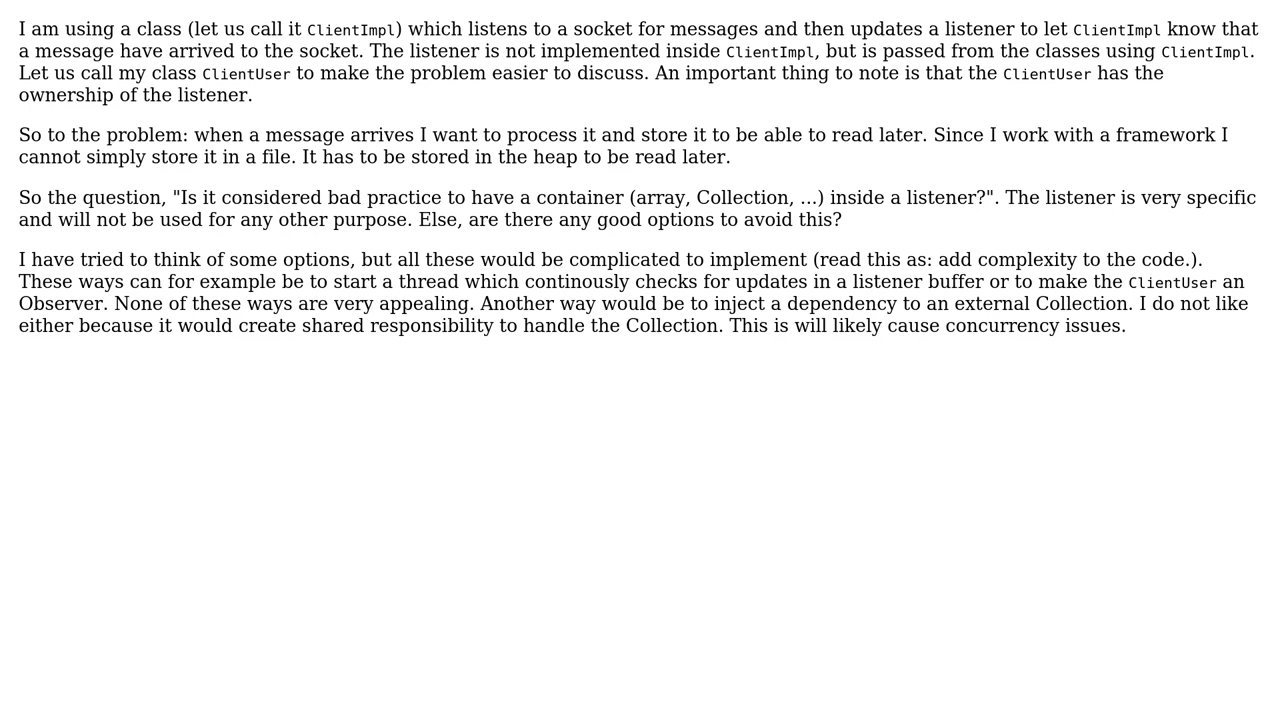 I am using a class (let us call it ClientImpl) which listens to a socket for messages and then updates a listener to let ClientImpl know that
a message have arrived to the socket. The listener is not implemented inside ClientImpl, but is passed from the classes using ClientImpl.
Let us call my class ClientUser to make the problem easier to discuss. An important thing to note is that the ClientUser has the
ownership of the listener.
So to the problem: when a message arrives I want to process it and store it to be able to read later. Since I work with a framework I
cannot simply store it in a file. It has to be stored in the heap to be read later.
So the question, "Is it considered bad practice to have a container (array, Collection, ...) inside a listener?". The listener is very specific
and will not be used for any other purpose. Else, are there any good options to avoid this?
I have tried to think of some options, but all these would be complicated to implement (read this as: add complexity to the code.).
These ways can for example be to start a thread which continously checks for updates in a listener buffer or to make the ClientUser an
Observer. None of these ways are very appealing. Another way would be to inject a dependency to an external Collection. I do not like
either because it would create shared responsibility to handle the Collection. This is will likely cause concurrency issues.